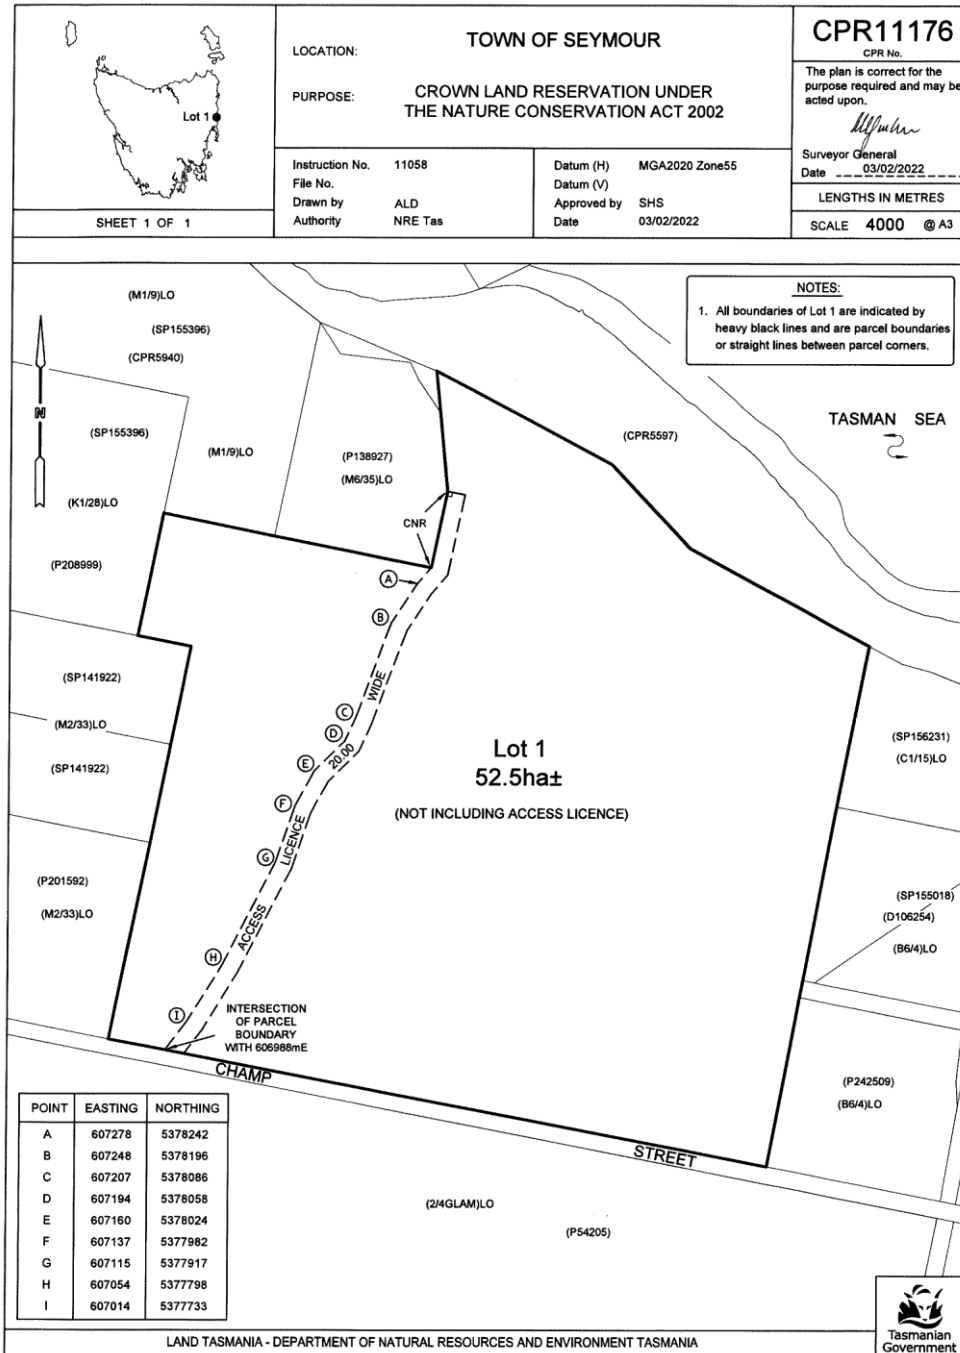 Lot 1
SHEET 1 OF 1
LOCATION:
TOWN OF SEYMOUR
PURPOSE:
CROWN LAND RESERVATION UNDER
THE NATURE CONSERVATION ACT 2002
Instruction No. 11058
File No.
Drawn by ALD
Authority NRE Tas
Datum (H) MGA2020 Zone55
Datum (V)
Approved by SHS
Date 03/02/2022
CPR11176
CPR No.
The plan is correct for the
purpose required and may be
acted upon.
Surveyor General
Date 03/02/2022
LENGTHS IN METRES
SCALE 4000 @ A3
NOTES:
1. All boundaries of Lot 1 are indicated by
heavy black lines and are parcel boundaries
or straight lines between parcel corners.
(M1/9)LO
(SP155396)
(CPR5940)
N
(SP155396)
(M1/9)LO
(K1/28)LO
(P208999)
(P138927)
(M6/35)LO
CNR
(CPR5597)
TASMAN SEA
A
B
C
D
E
F
G
H
I
ACCESS LICENCE 20.00 WIDE
(SP141922)
(M2/33)LO
(SP141922)
(P201592)
(M2/33)LO
Lot 1
52.5ha±
(NOT INCLUDING ACCESS LICENCE)
(SP156231)
(C1/15)LO
(SP155018)
(D106254)
(B6/4)LO
(P242509)
(B6/4)LO
INTERSECTION
OF PARCEL
BOUNDARY
WITH 606988mE
CHAMP STREET
(2/4GLAM)LO
(P54205)
POINT EASTING NORTHING
A 607278 5378242
B 607248 5378196
C 607207 5378086
D 607194 5378058
E 607160 5378024
F 607137 5377982
G 607115 5377917
H 607054 5377798
I 607014 5377733
LAND TASMANIA - DEPARTMENT OF NATURAL RESOURCES AND ENVIRONMENT TASMANIA
Tasmanian
Government